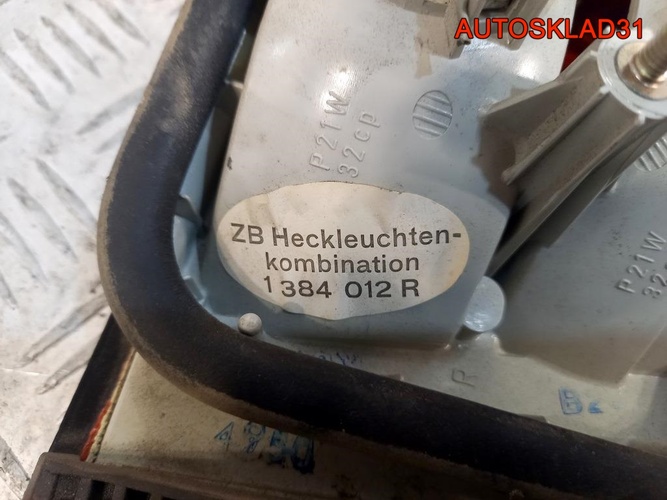 AUTOSKLAD31
P21W
32cp
ZB Heckleuchten-
kombination
1 384 012 R
P21W
R